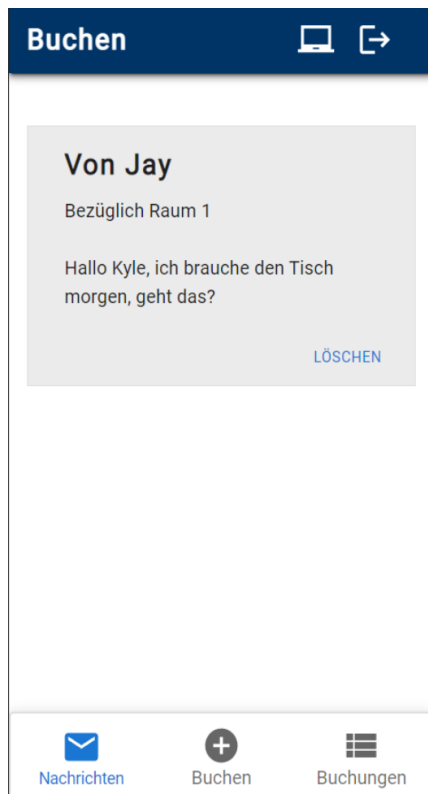 Buchen
Von Jay
Bezüglich Raum 1
Hallo Kyle, ich brauche den Tisch
morgen, geht das?
LÖSCHEN
Nachrichten
Buchen
Buchungen